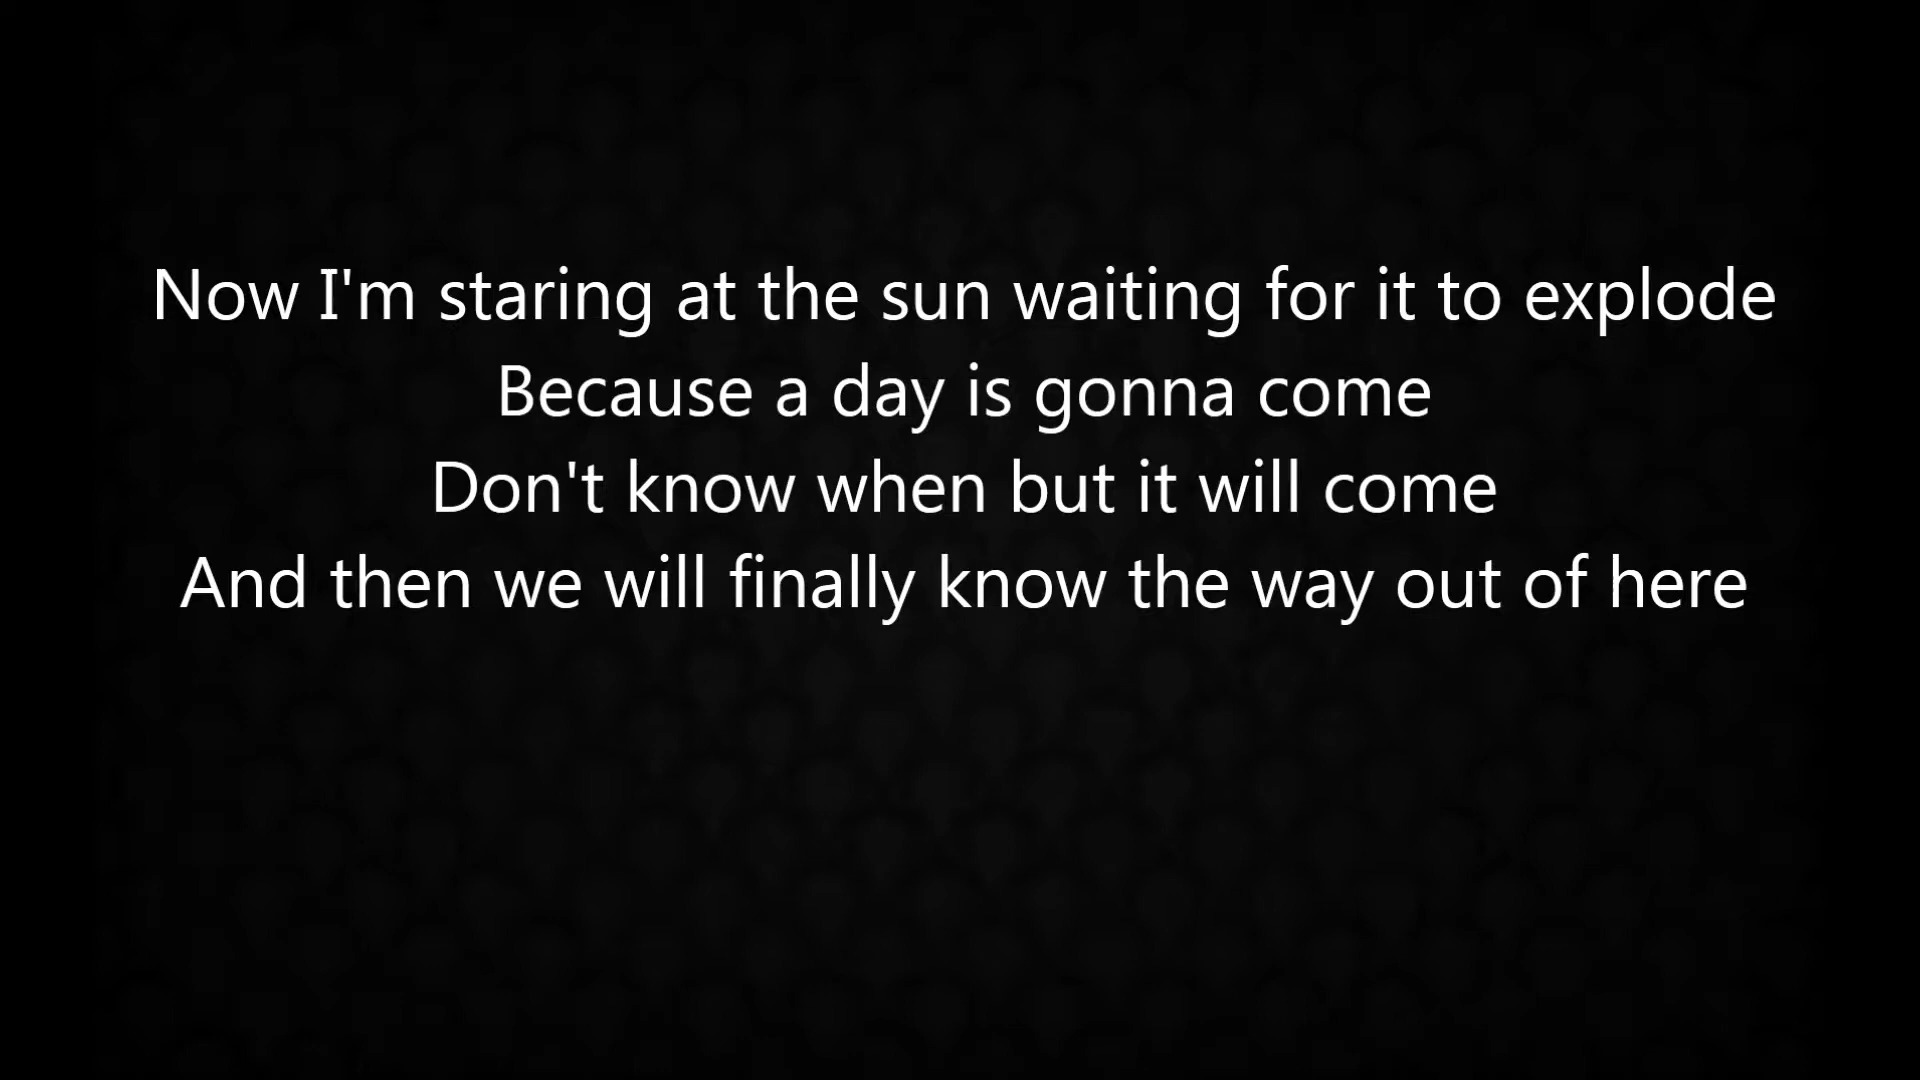 Now I'm staring at the sun waiting for it to explode
Because a day is gonna come
Don't know when but it will come
And then we will finally know the way out of here